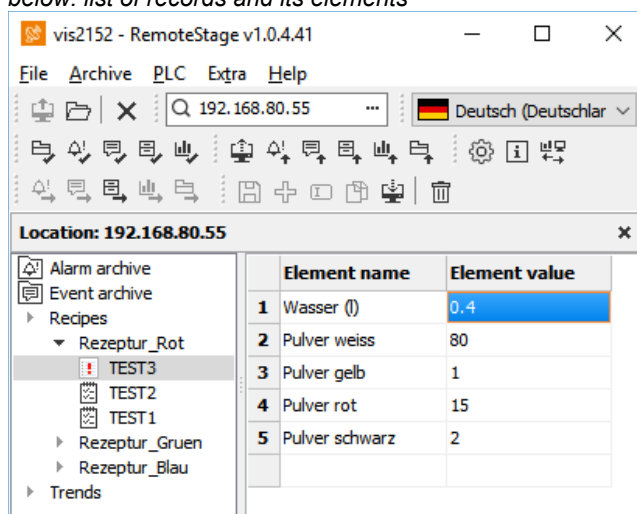 below: list of records and its elements
vis2152 - RemoteStage v1.0.4.41
File Archive PLC Extra Help
192.168.80.55 ... Deutsch (Deutschlar
Location: 192.168.80.55
Alarm archive
Event archive
Recipes
Rezeptur_Rot
TEST3
TEST2
TEST1
Rezeptur_Gruen
Rezeptur_Blau
Trends
Element name Element value
1 Wasser (l) 0.4
2 Pulver weiss 80
3 Pulver gelb 1
4 Pulver rot 15
5 Pulver schwarz 2